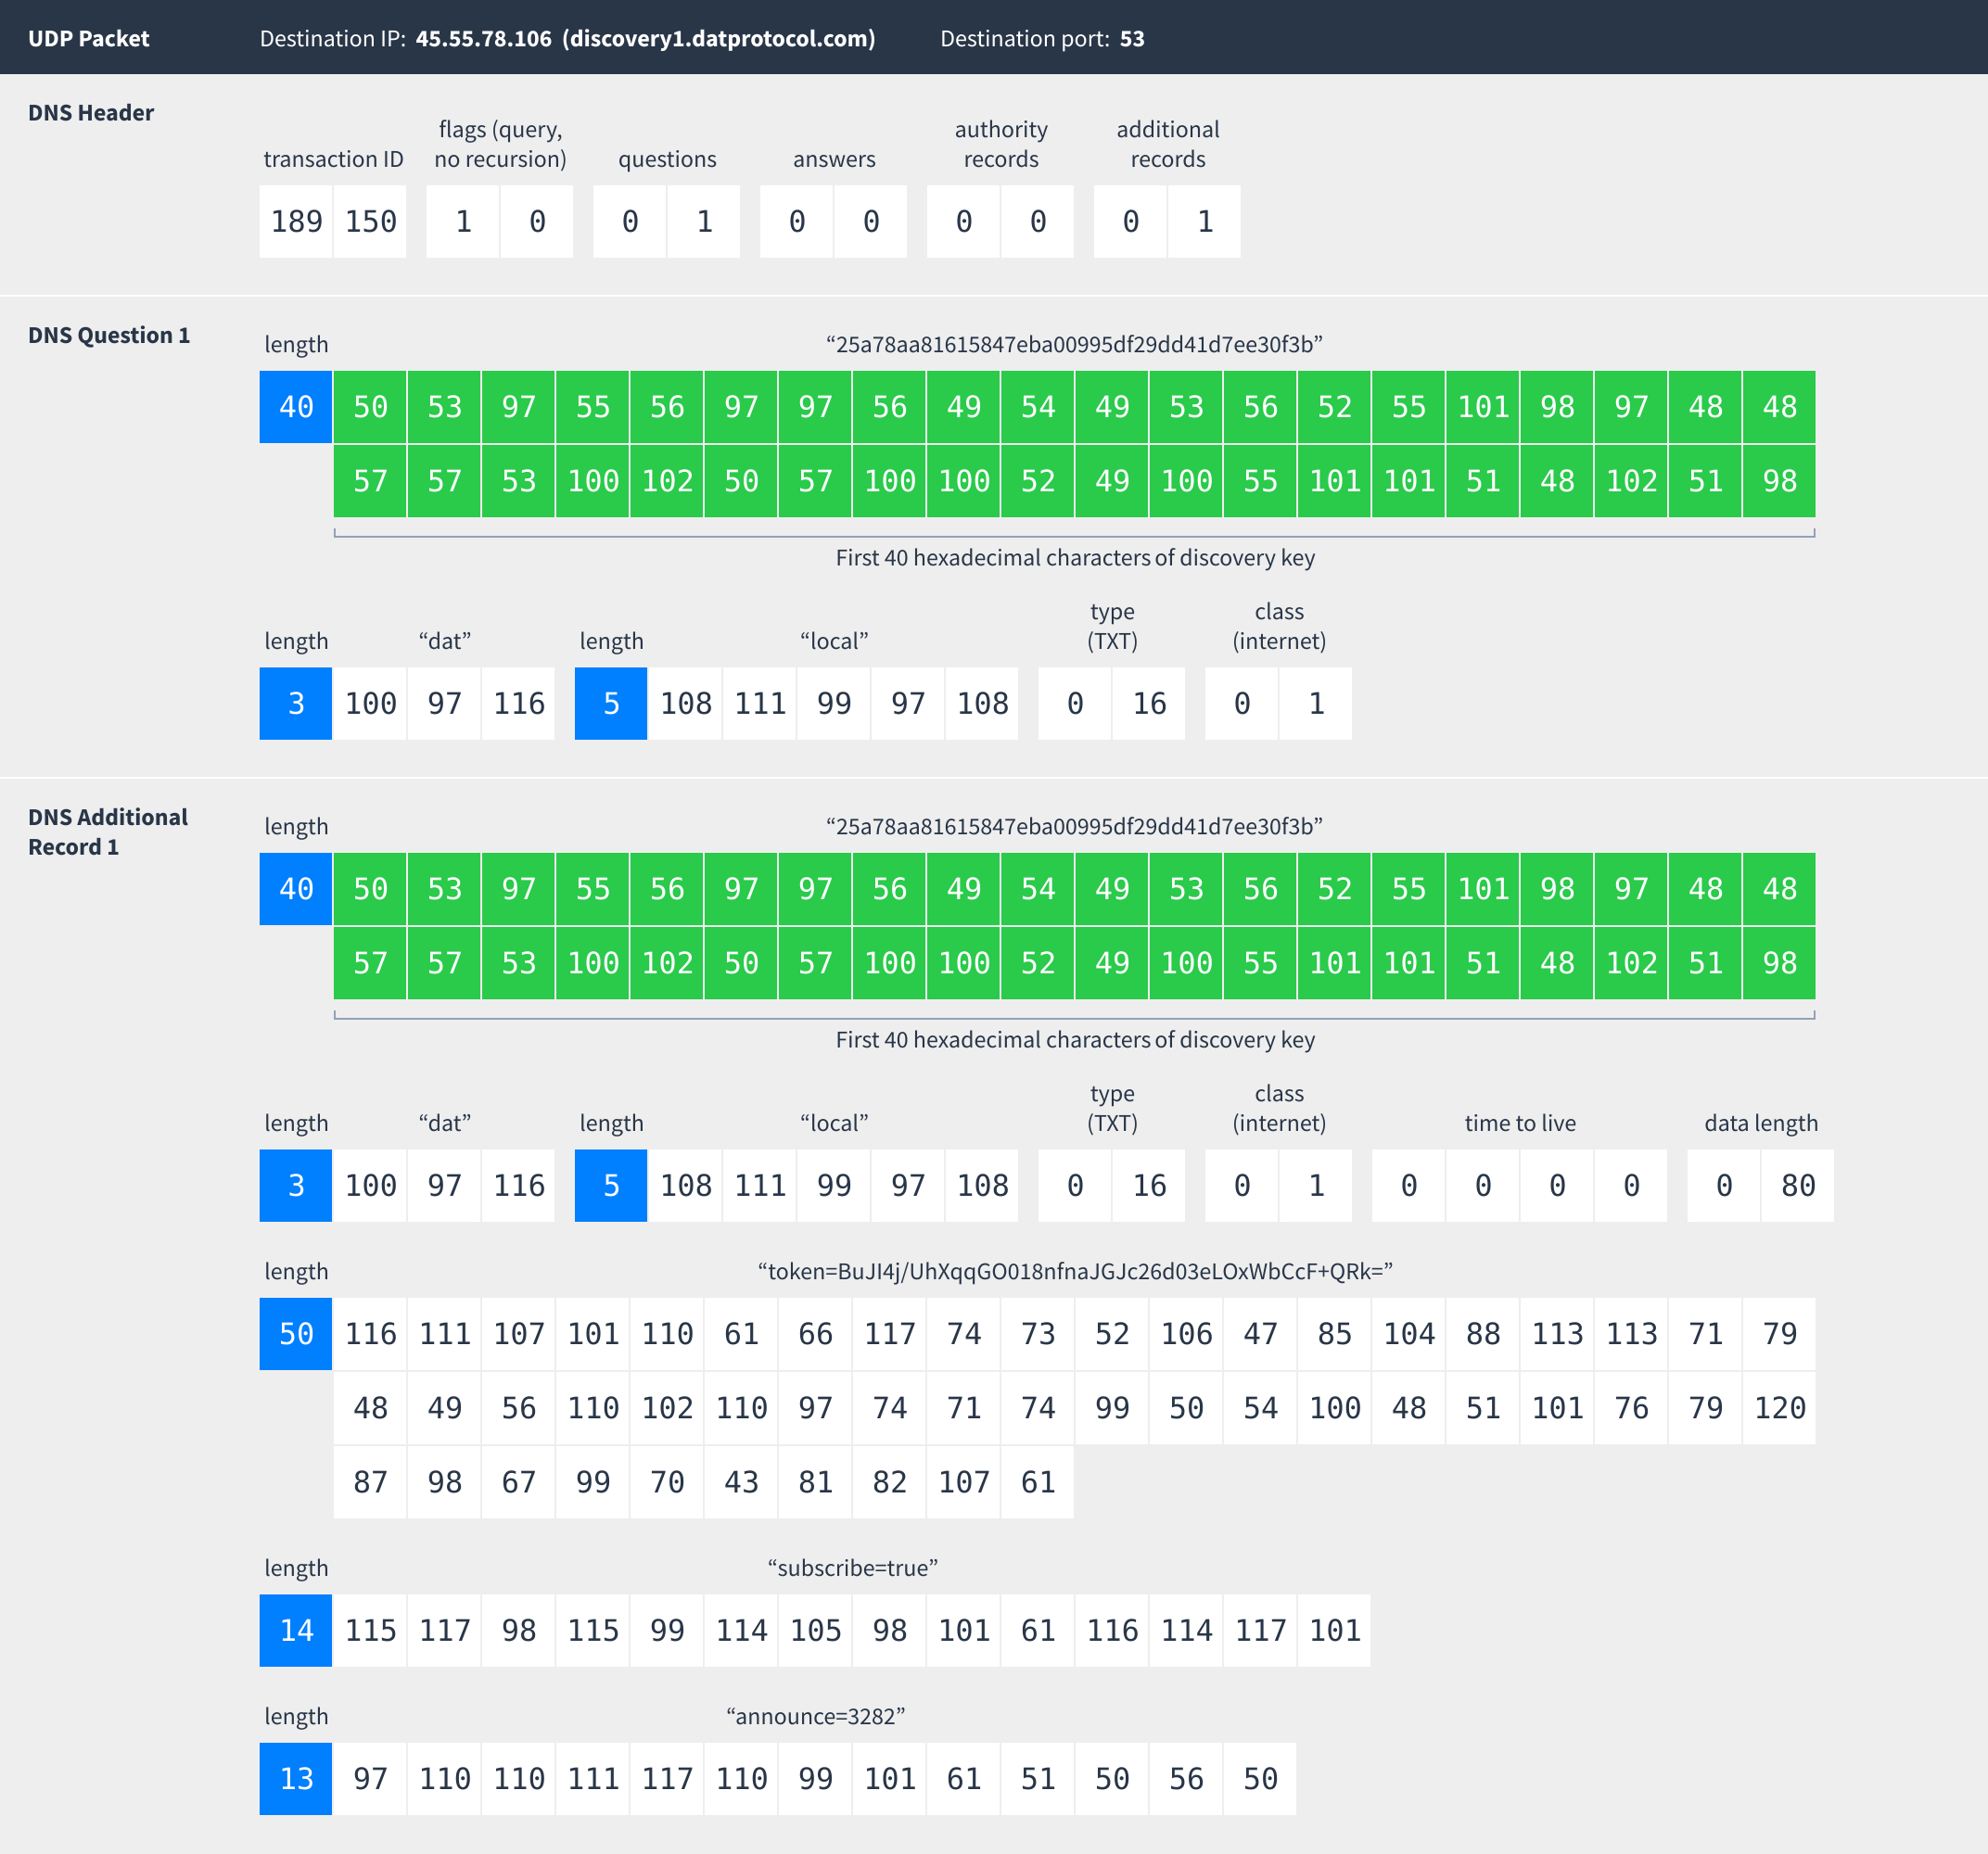 UDP Packet Destination IP: 45.55.78.106 (discovery1.datprotocol.com) Destination port: 53
DNS Header
transaction ID flags (query, no recursion) questions answers authority records additional records
189 150 1 0 0 1 0 0 0 0 0 1
DNS Question 1
length “25a78aa81615847eba00995df29dd41d7ee30f3b”
40 50 53 97 55 56 97 97 56 49 54 49 53 56 52 55 101 98 97 48 48
57 57 53 100 102 50 57 100 100 52 49 100 55 101 101 51 48 102 51 98
First 40 hexadecimal characters of discovery key
length “dat” length “local” type (TXT) class (internet)
3 100 97 116 5 108 111 99 97 108 0 16 0 1
DNS Additional Record 1
length “25a78aa81615847eba00995df29dd41d7ee30f3b”
40 50 53 97 55 56 97 97 56 49 54 49 53 56 52 55 101 98 97 48 48
57 57 53 100 102 50 57 100 100 52 49 100 55 101 101 51 48 102 51 98
First 40 hexadecimal characters of discovery key
length “dat” length “local” type (TXT) class (internet) time to live data length
3 100 97 116 5 108 111 99 97 108 0 16 0 1 0 0 0 0 0 80
length “token=BuJI4j/UhXqqGO018nfnaJGJc26d03eLOxWbCcF+QRk=”
50 116 111 107 101 110 61 66 117 74 73 52 106 47 85 104 88 113 113 71 79
48 49 56 110 102 110 97 74 71 74 99 50 54 100 48 51 101 76 79 120
87 98 67 99 70 43 81 82 107 61
length “subscribe=true”
14 115 117 98 115 99 114 105 98 101 61 116 114 117 101
length “announce=3282”
13 97 110 110 111 117 110 99 101 61 51 50 56 50